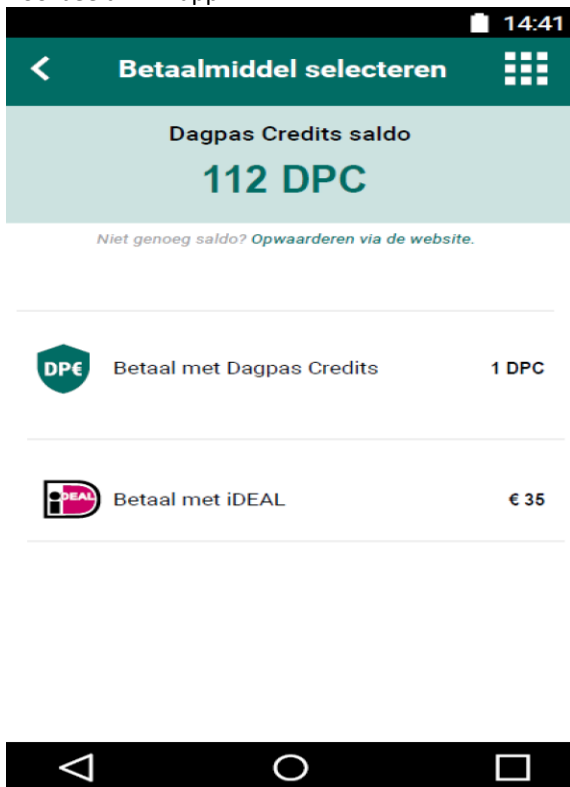 14:41
Betaalmiddel selecteren
Dagpas Credits saldo
112 DPC
Niet genoeg saldo? Opwaarderen via de website.
DP€ Betaal met Dagpas Credits 1 DPC
iDEAL Betaal met iDEAL € 35